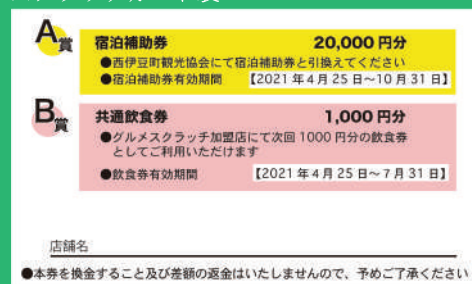 A賞 宿泊補助券 20,000円分
●西伊豆町観光協会にて宿泊補助券と引換えてください
●宿泊補助券有効期間 【2021年4月25日～10月31日】
B賞 共通飲食券 1,000円分
●グルメスクラッチ加盟店にて次回1000円分の飲食券
としてご利用いただけます
●飲食券有効期間 【2021年4月25日～7月31日】
店舗名
●本券を換金すること及び差額の返金はいたしませんので、予めご了承ください